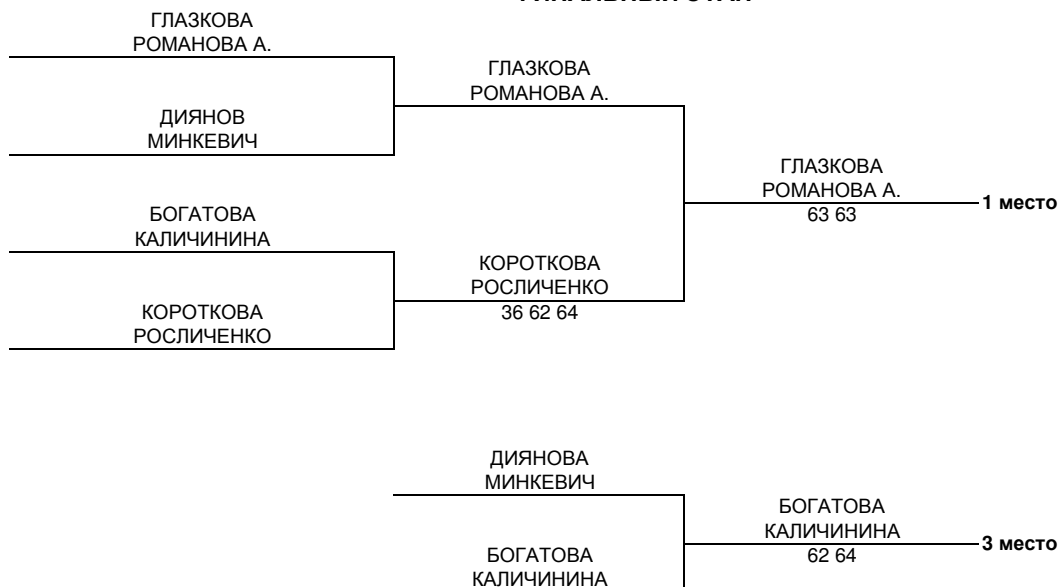 ГЛАЗКОВА
РОМАНОВА А.
ГЛАЗКОВА
РОМАНОВА А.
ДИЯНОВ
МИНКЕВИЧ
ГЛАЗКОВА
РОМАНОВА А.
1 место
63 63
БОГАТОВА
КАЛИЧИНИНА
КОРОТКОВА
РОСЛИЧЕНКО
36 62 64
КОРОТКОВА
РОСЛИЧЕНКО
ДИЯНОВА
МИНКЕВИЧ
БОГАТОВА
КАЛИЧИНИНА
3 место
62 64
БОГАТОВА
КАЛИЧИНИНА